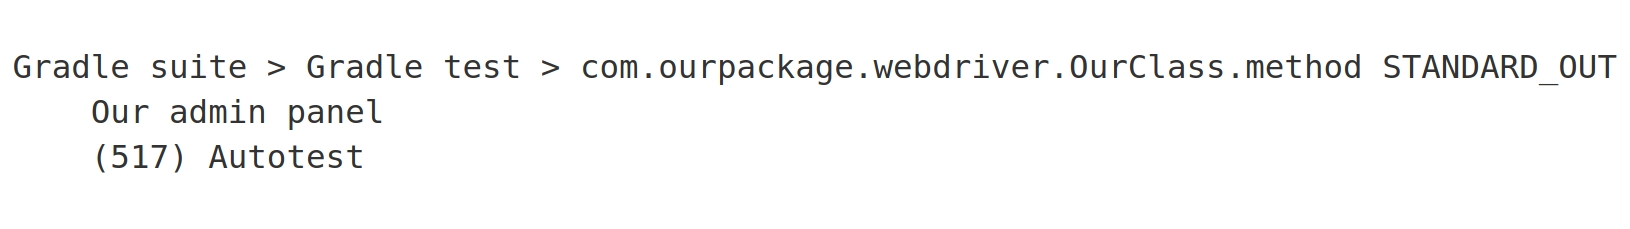 Gradle suite > Gradle test > com.ourpackage.webdriver.OurClass.method STANDARD_OUT
Our admin panel
(517) Autotest